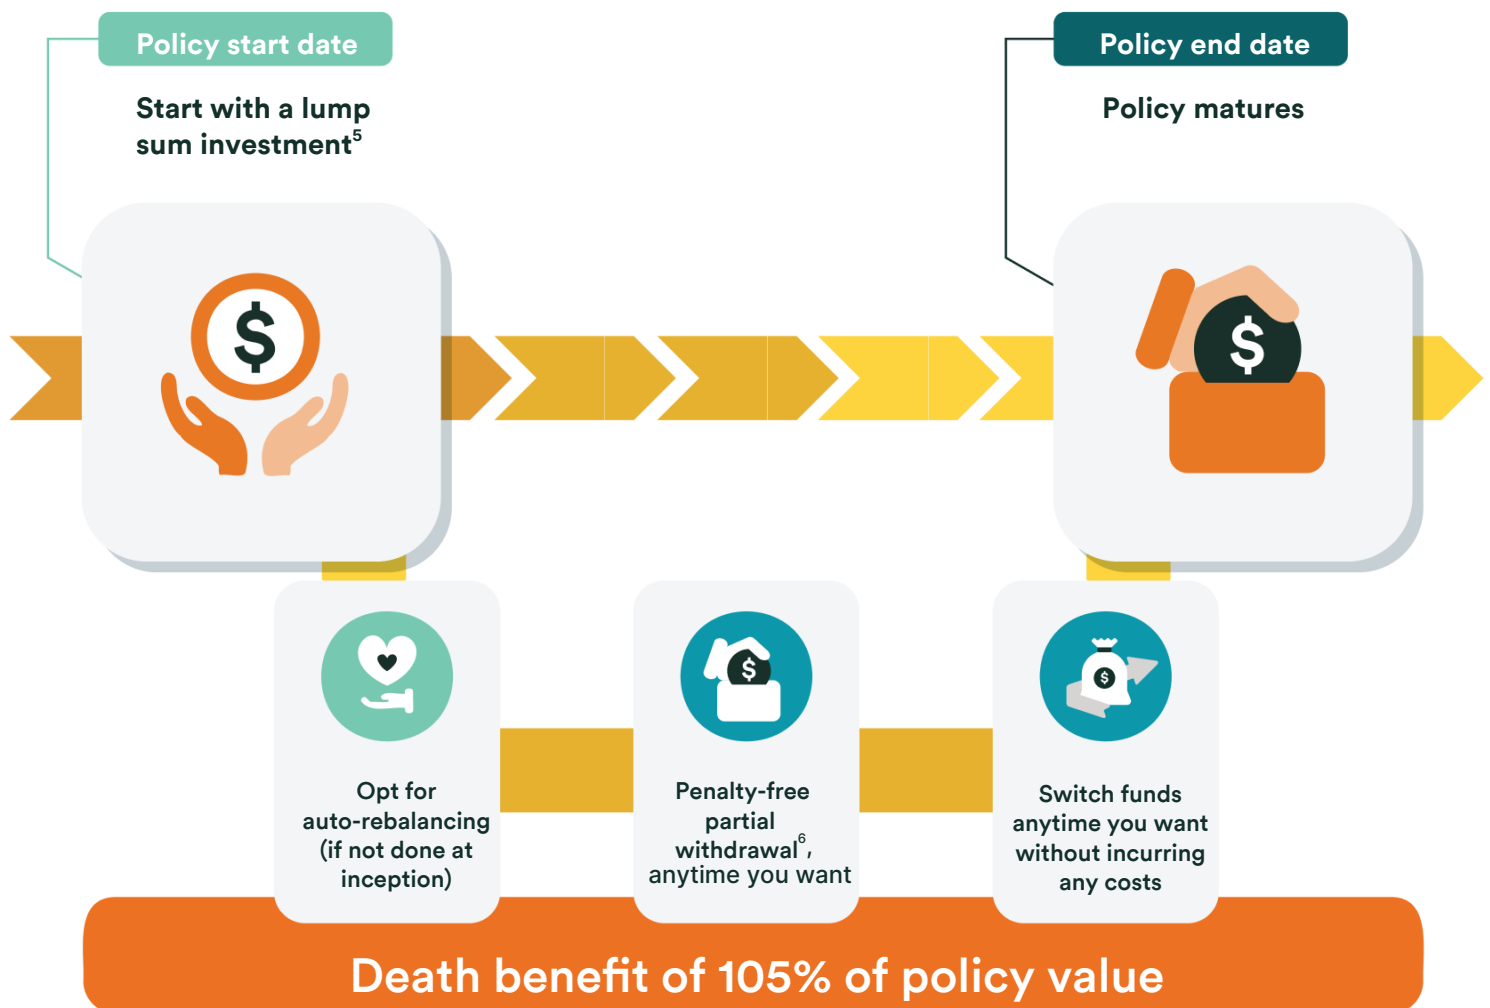 Policy start date
Start with a lump
sum investment⁵
Policy end date
Policy matures
$
$
$
$
Opt for
auto-rebalancing
(if not done at
inception)
Penalty-free
partial
withdrawal⁶,
anytime you want
Switch funds
anytime you want
without incurring
any costs
Death benefit of 105% of policy value